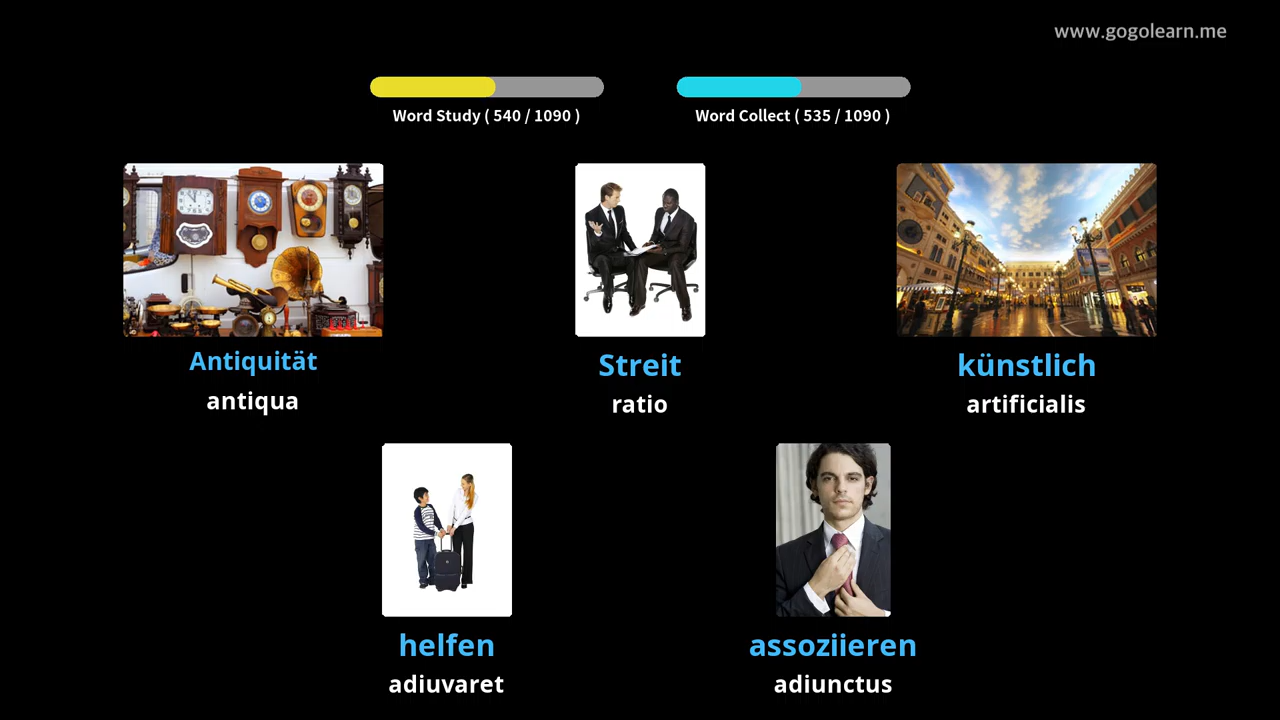 www.gogolearn.me
Word Study ( 540 / 1090 )
Word Collect ( 535 / 1090 )
Antiquität
antiqua
Streit
ratio
künstlich
artificialis
helfen
adiuvaret
assoziieren
adiunctus